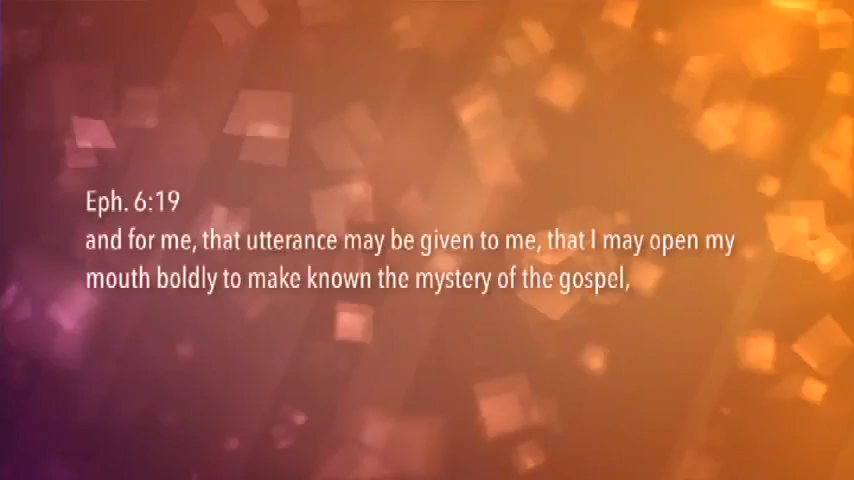 Eph. 6:19
and for me, that utterance may be given to me, that I may open my
mouth boldly to make known the mystery of the gospel,